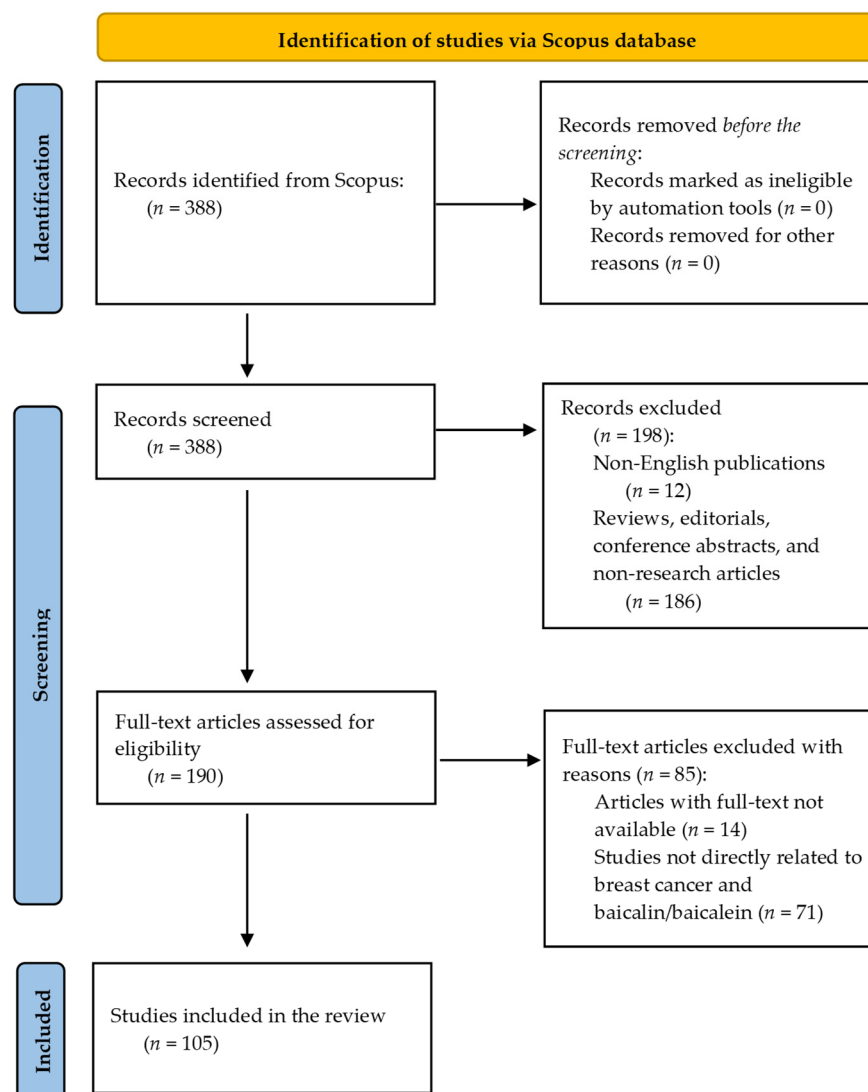 Identification of studies via Scopus database
Identification
Records identified from Scopus:
(n = 388)
Records removed before the
screening:
Records marked as ineligible
by automation tools (n = 0)
Records removed for other
reasons (n = 0)
Screening
Records screened
(n = 388)
Records excluded
(n = 198):
Non-English publications
(n = 12)
Reviews, editorials,
conference abstracts, and
non-research articles
(n = 186)
Full-text articles assessed for
eligibility
(n = 190)
Full-text articles excluded with
reasons (n = 85):
Articles with full-text not
available (n = 14)
Studies not directly related to
breast cancer and
baicalin/baicalein (n = 71)
Included
Studies included in the review
(n = 105)